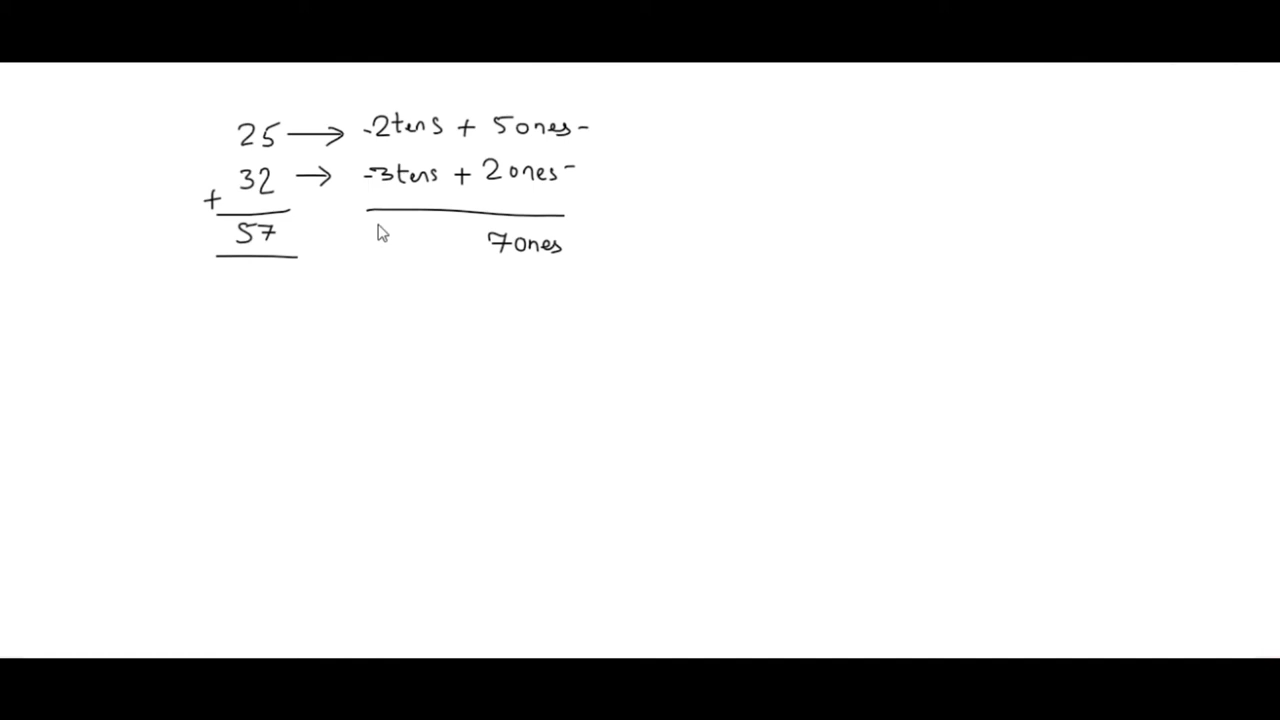 25 → -2tens + 5ones-
32 → -3tens + 2ones-
+
57 7ones